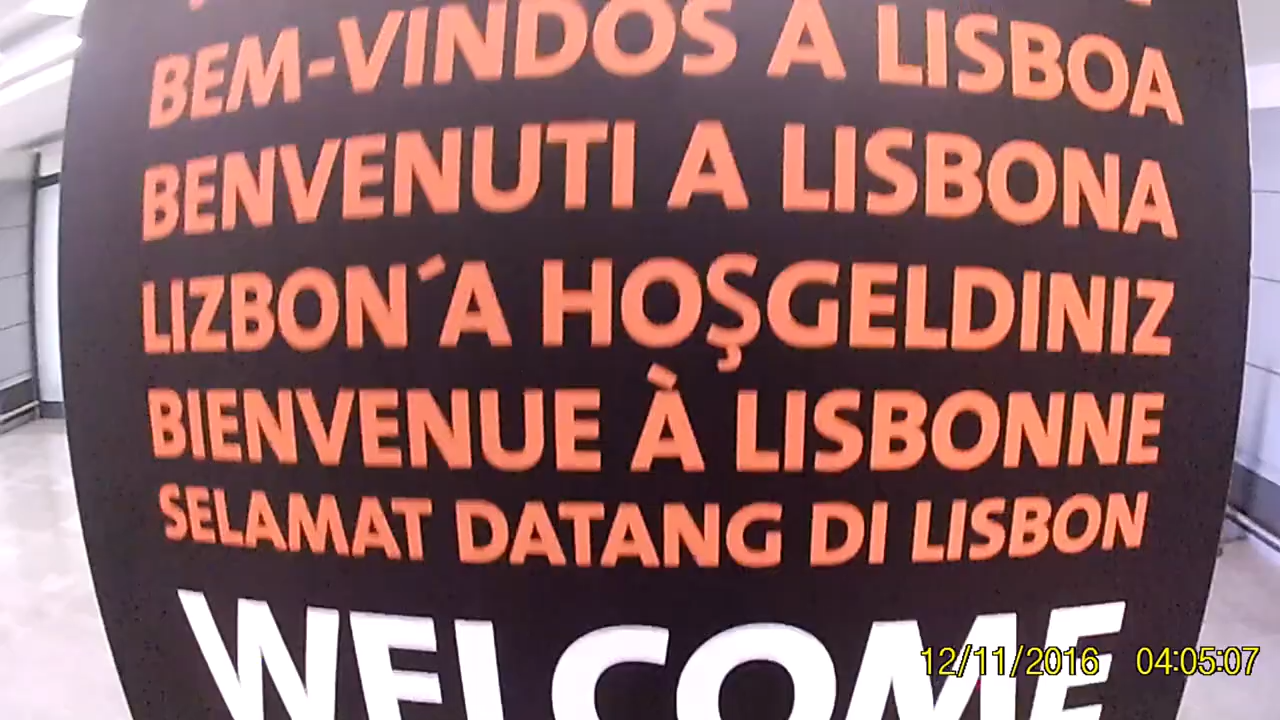 BEM-VINDOS A LISBOA
BENVENUTI A LISBONA
LIZBON´A HOŞGELDINIZ
BIENVENUE À LISBONNE
SELAMAT DATANG DI LISBON
WELCOME
12/11/2016 04:05:07